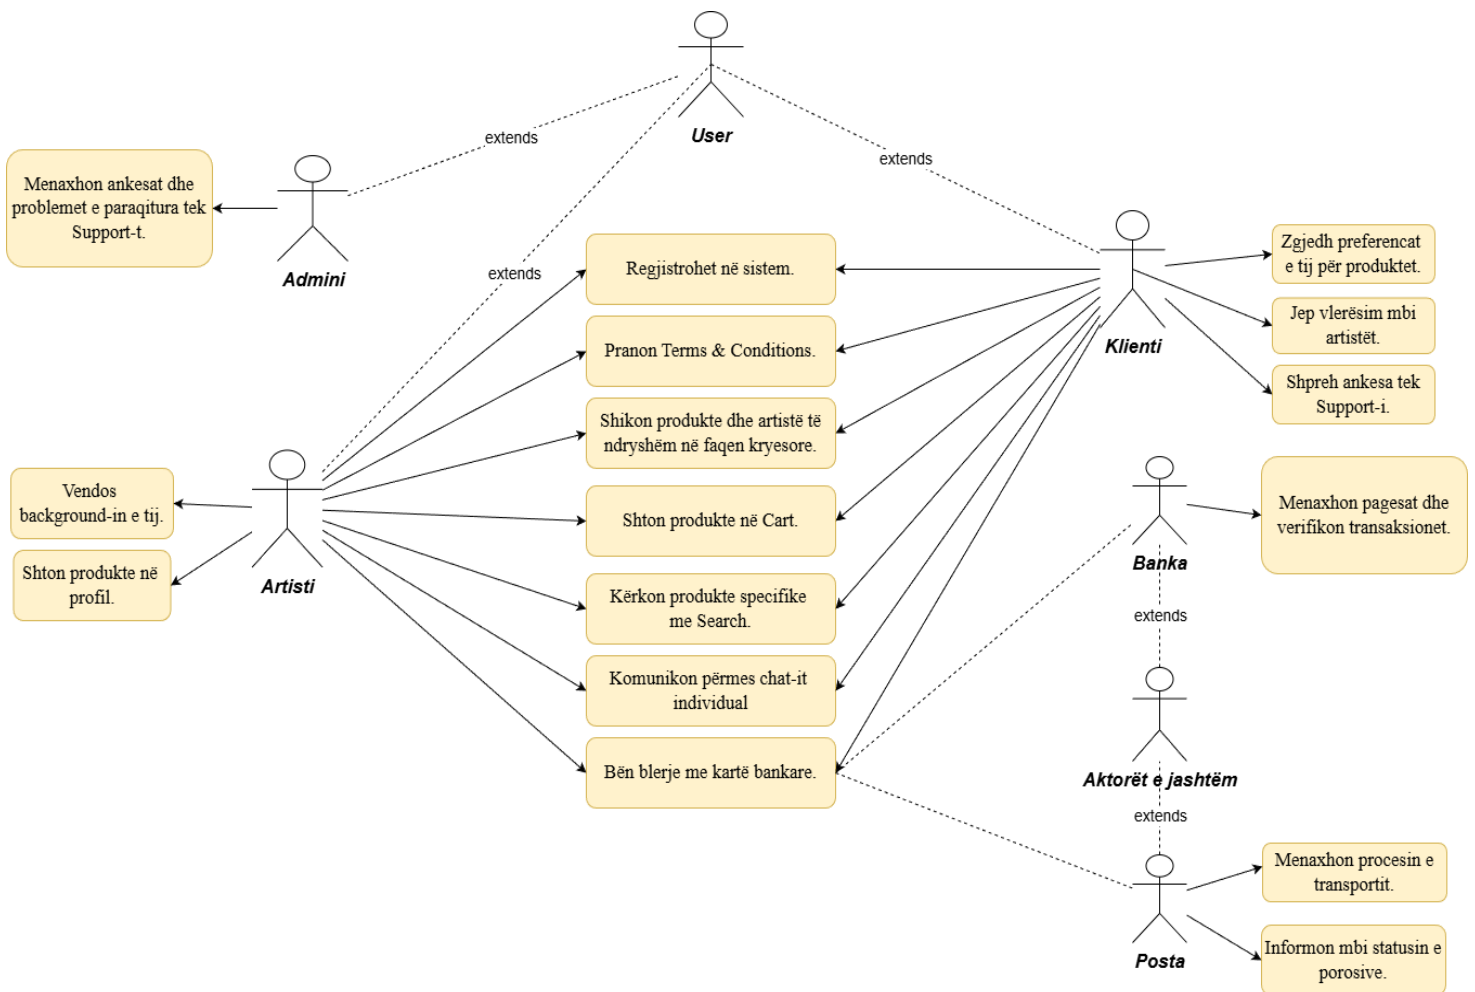 User
extends
extends
extends
Menaxhon ankesat dhe
problemet e paraqitura tek
Support-t.
Admini
Regjistrohet në sistem.
Pranon Terms & Conditions.
Shikon produkte dhe artistë të
ndryshëm në faqen kryesore.
Shton produkte në Cart.
Kërkon produkte specifike
me Search.
Komunikon përmes chat-it
individual
Bën blerje me kartë bankare.
Klienti
Zgjedh preferencat
e tij për produktet.
Jep vlerësim mbi
artistët.
Shpreh ankesa tek
Support-i.
Vendos
background-in e tij.
Shton produkte në
profil.
Artisti
Banka
Menaxhon pagesat dhe
verifikon transaksionet.
extends
Aktorët e jashtëm
extends
Posta
Menaxhon procesin e
transportit.
Informon mbi statusin e
porosive.